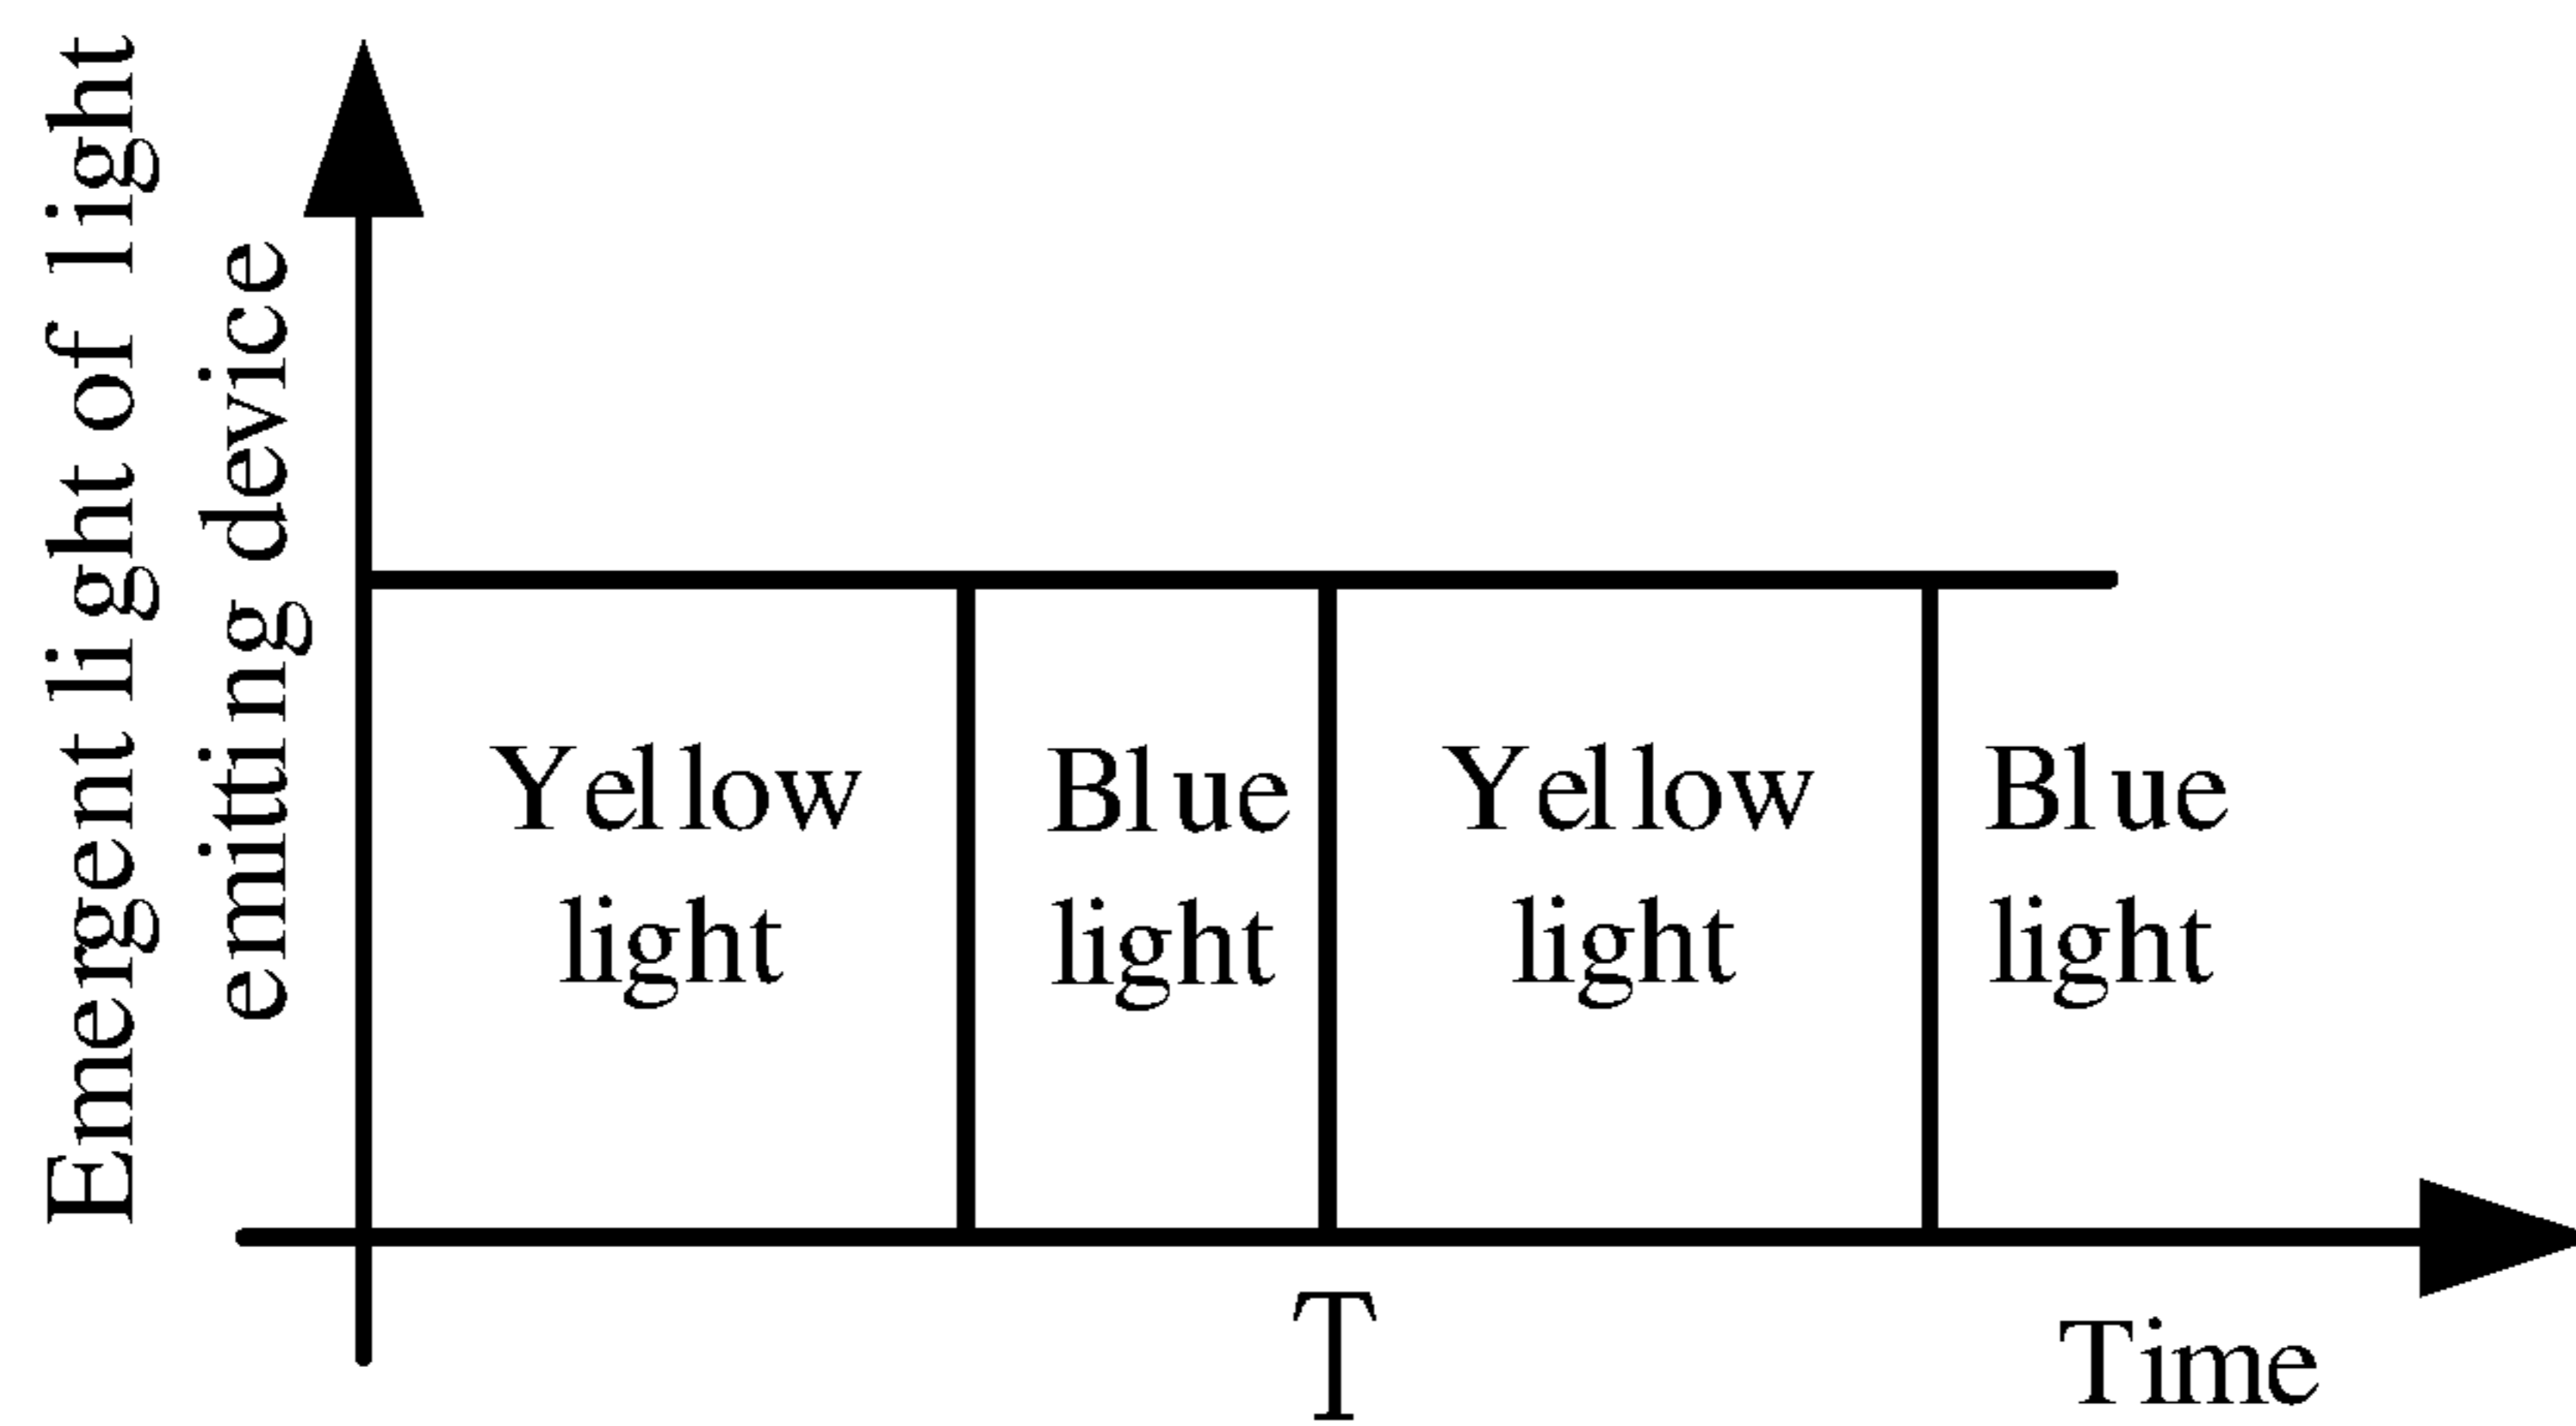 Emergent light of light
emitting device
Yellow
light
Blue
light
Yellow
light
Blue
light
T
Time